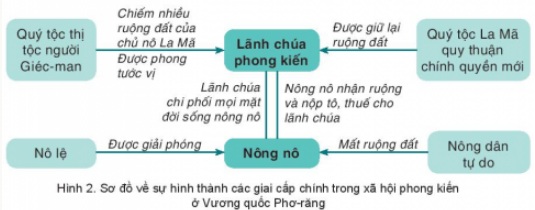 Quý tộc thị
tộc người
Giéc-man
Chiếm nhiều
ruộng đất của
chủ nô La Mã
Được phong
tước vị
Lãnh chúa
phong kiến
Được giữ lại
ruộng đất
Quý tộc La Mã
quy thuận
chính quyền mới
Lãnh chúa
chi phối mọi mặt
đời sống nông nô
Nông nô nhận ruộng
và nộp tô, thuế cho
lãnh chúa
Nô lệ
Được giải phóng
Nông nô
Mất ruộng đất
Nông dân
tự do
Hình 2. Sơ đồ về sự hình thành các giai cấp chính trong xã hội phong kiến
ở Vương quốc Phơ-răng